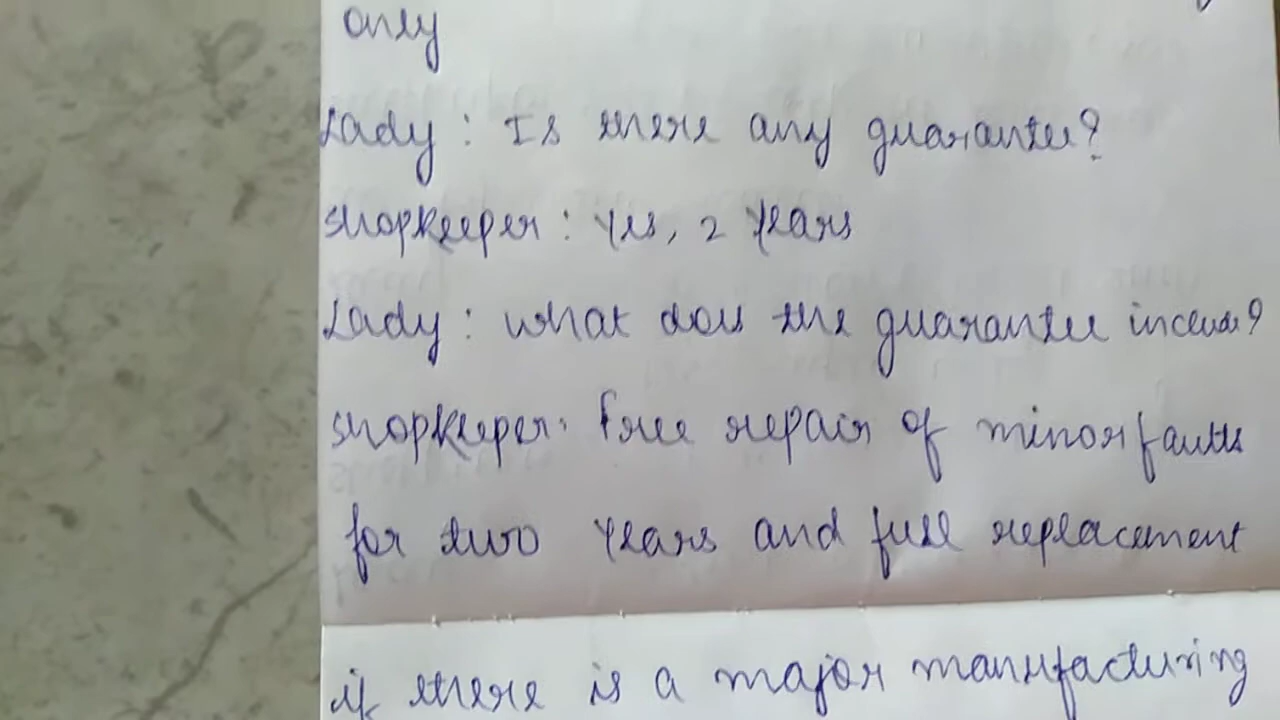 only
Lady : Is there any guarantee?
Shopkeeper : Yes, 2 Years
Lady : what does the guarantee include?
Shopkeeper : Free repair of minor faults
for two years and full replacement
if there is a major manufacturing